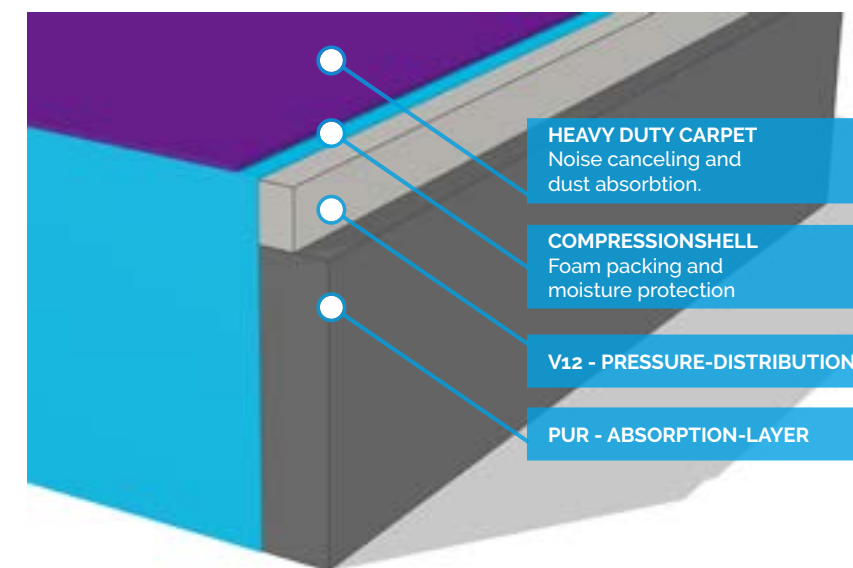 HEAVY DUTY CARPET
Noise canceling and
dust absorbtion.
COMPRESSIONSHELL
Foam packing and
moisture protection
V12 - PRESSURE-DISTRIBUTION
PUR - ABSORPTION-LAYER